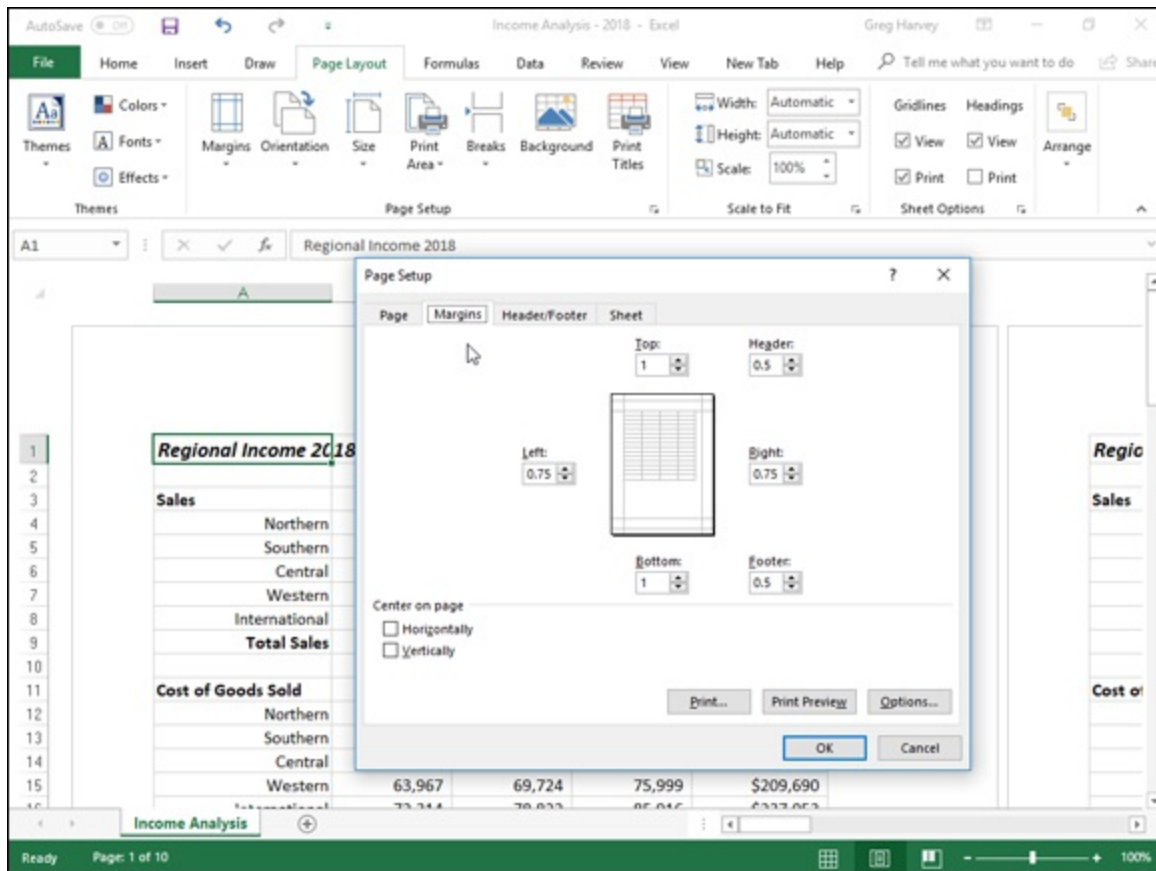 AutoSave Off Income Analysis - 2018 - Excel Greg Harvey
File Home Insert Draw Page Layout Formulas Data Review View New Tab Help Tell me what you want to do Share
Colors Width: Automatic Gridlines Headings
Themes Fonts Margins Orientation Size Print Area Breaks Background Print Titles Height: Automatic View View Arrange
Effects Scale: 100% Print Print
Themes Page Setup Scale to Fit Sheet Options
A1 fx Regional Income 2018
Page Setup ? ×
A
Page Margins Header/Footer Sheet
Top: Header:
1 0.5
1 Regional Income 2018 Left: Right: Regio
2 0.75 0.75
3 Sales Sales
4 Northern
5 Southern
6 Central Bottom: Footer:
7 Western 1 0.5
Center on page
8 International Horizontally
9 Total Sales Vertically
10
11 Cost of Goods Sold Print... Print Preview Options... Cost of
12 Northern
13 Southern OK Cancel
14 Central
15 Western 63,967 69,724 75,999 $209,690
Income Analysis
Ready Page: 1 of 10 100%